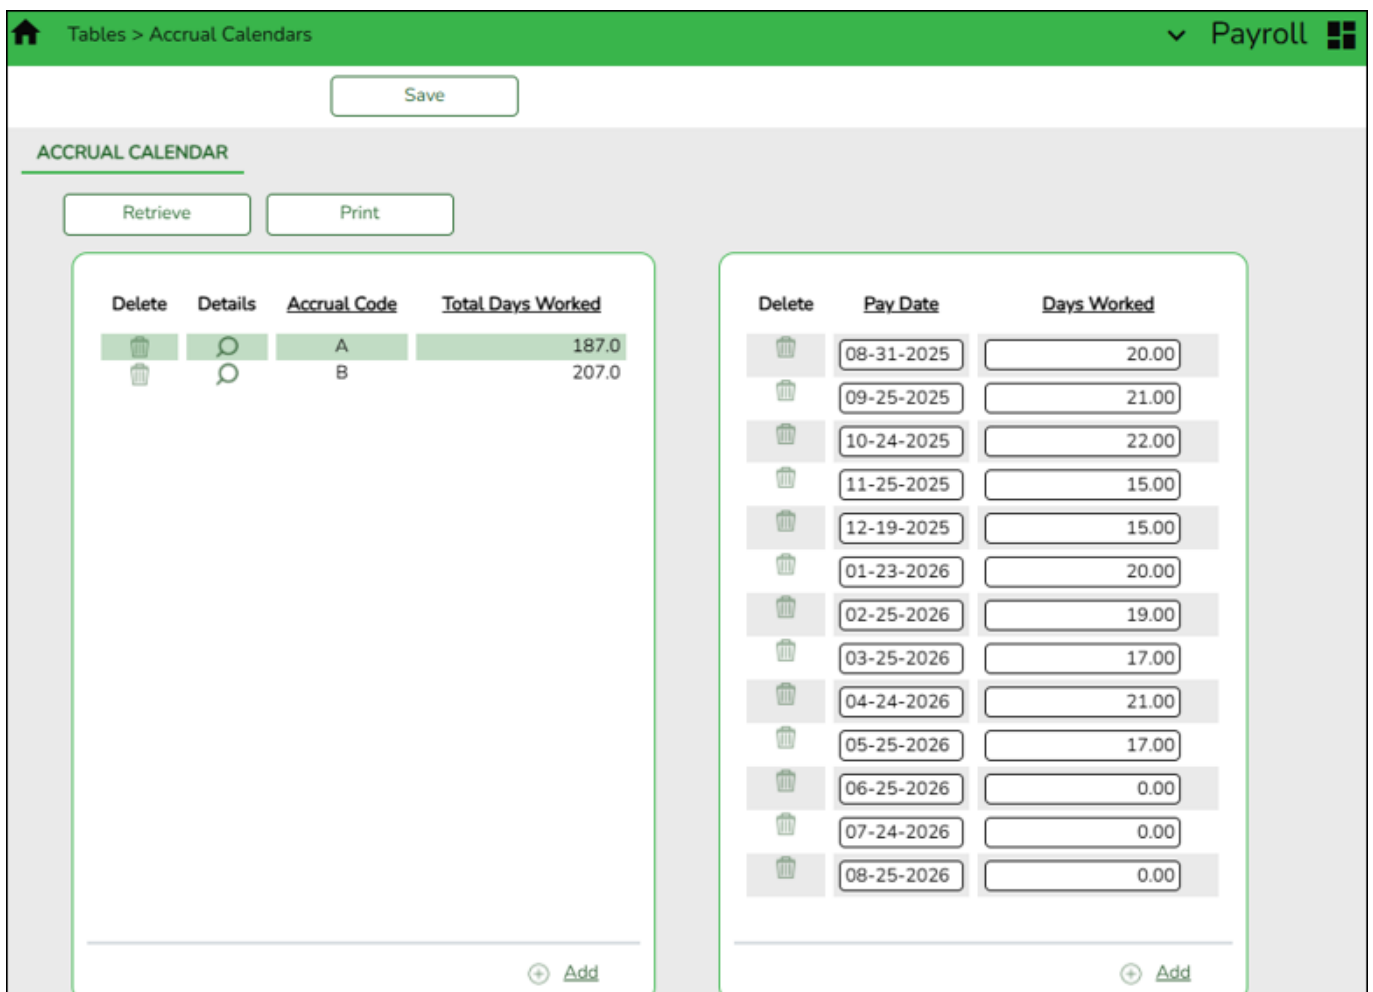 Tables > Accrual Calendars Payroll
Save
ACCRUAL CALENDAR
Retrieve Print
Delete Details Accrual Code Total Days Worked
A 187.0
B 207.0
Add
Delete Pay Date Days Worked
08-31-2025 20.00
09-25-2025 21.00
10-24-2025 22.00
11-25-2025 15.00
12-19-2025 15.00
01-23-2026 20.00
02-25-2026 19.00
03-25-2026 17.00
04-24-2026 21.00
05-25-2026 17.00
06-25-2026 0.00
07-24-2026 0.00
08-25-2026 0.00
Add